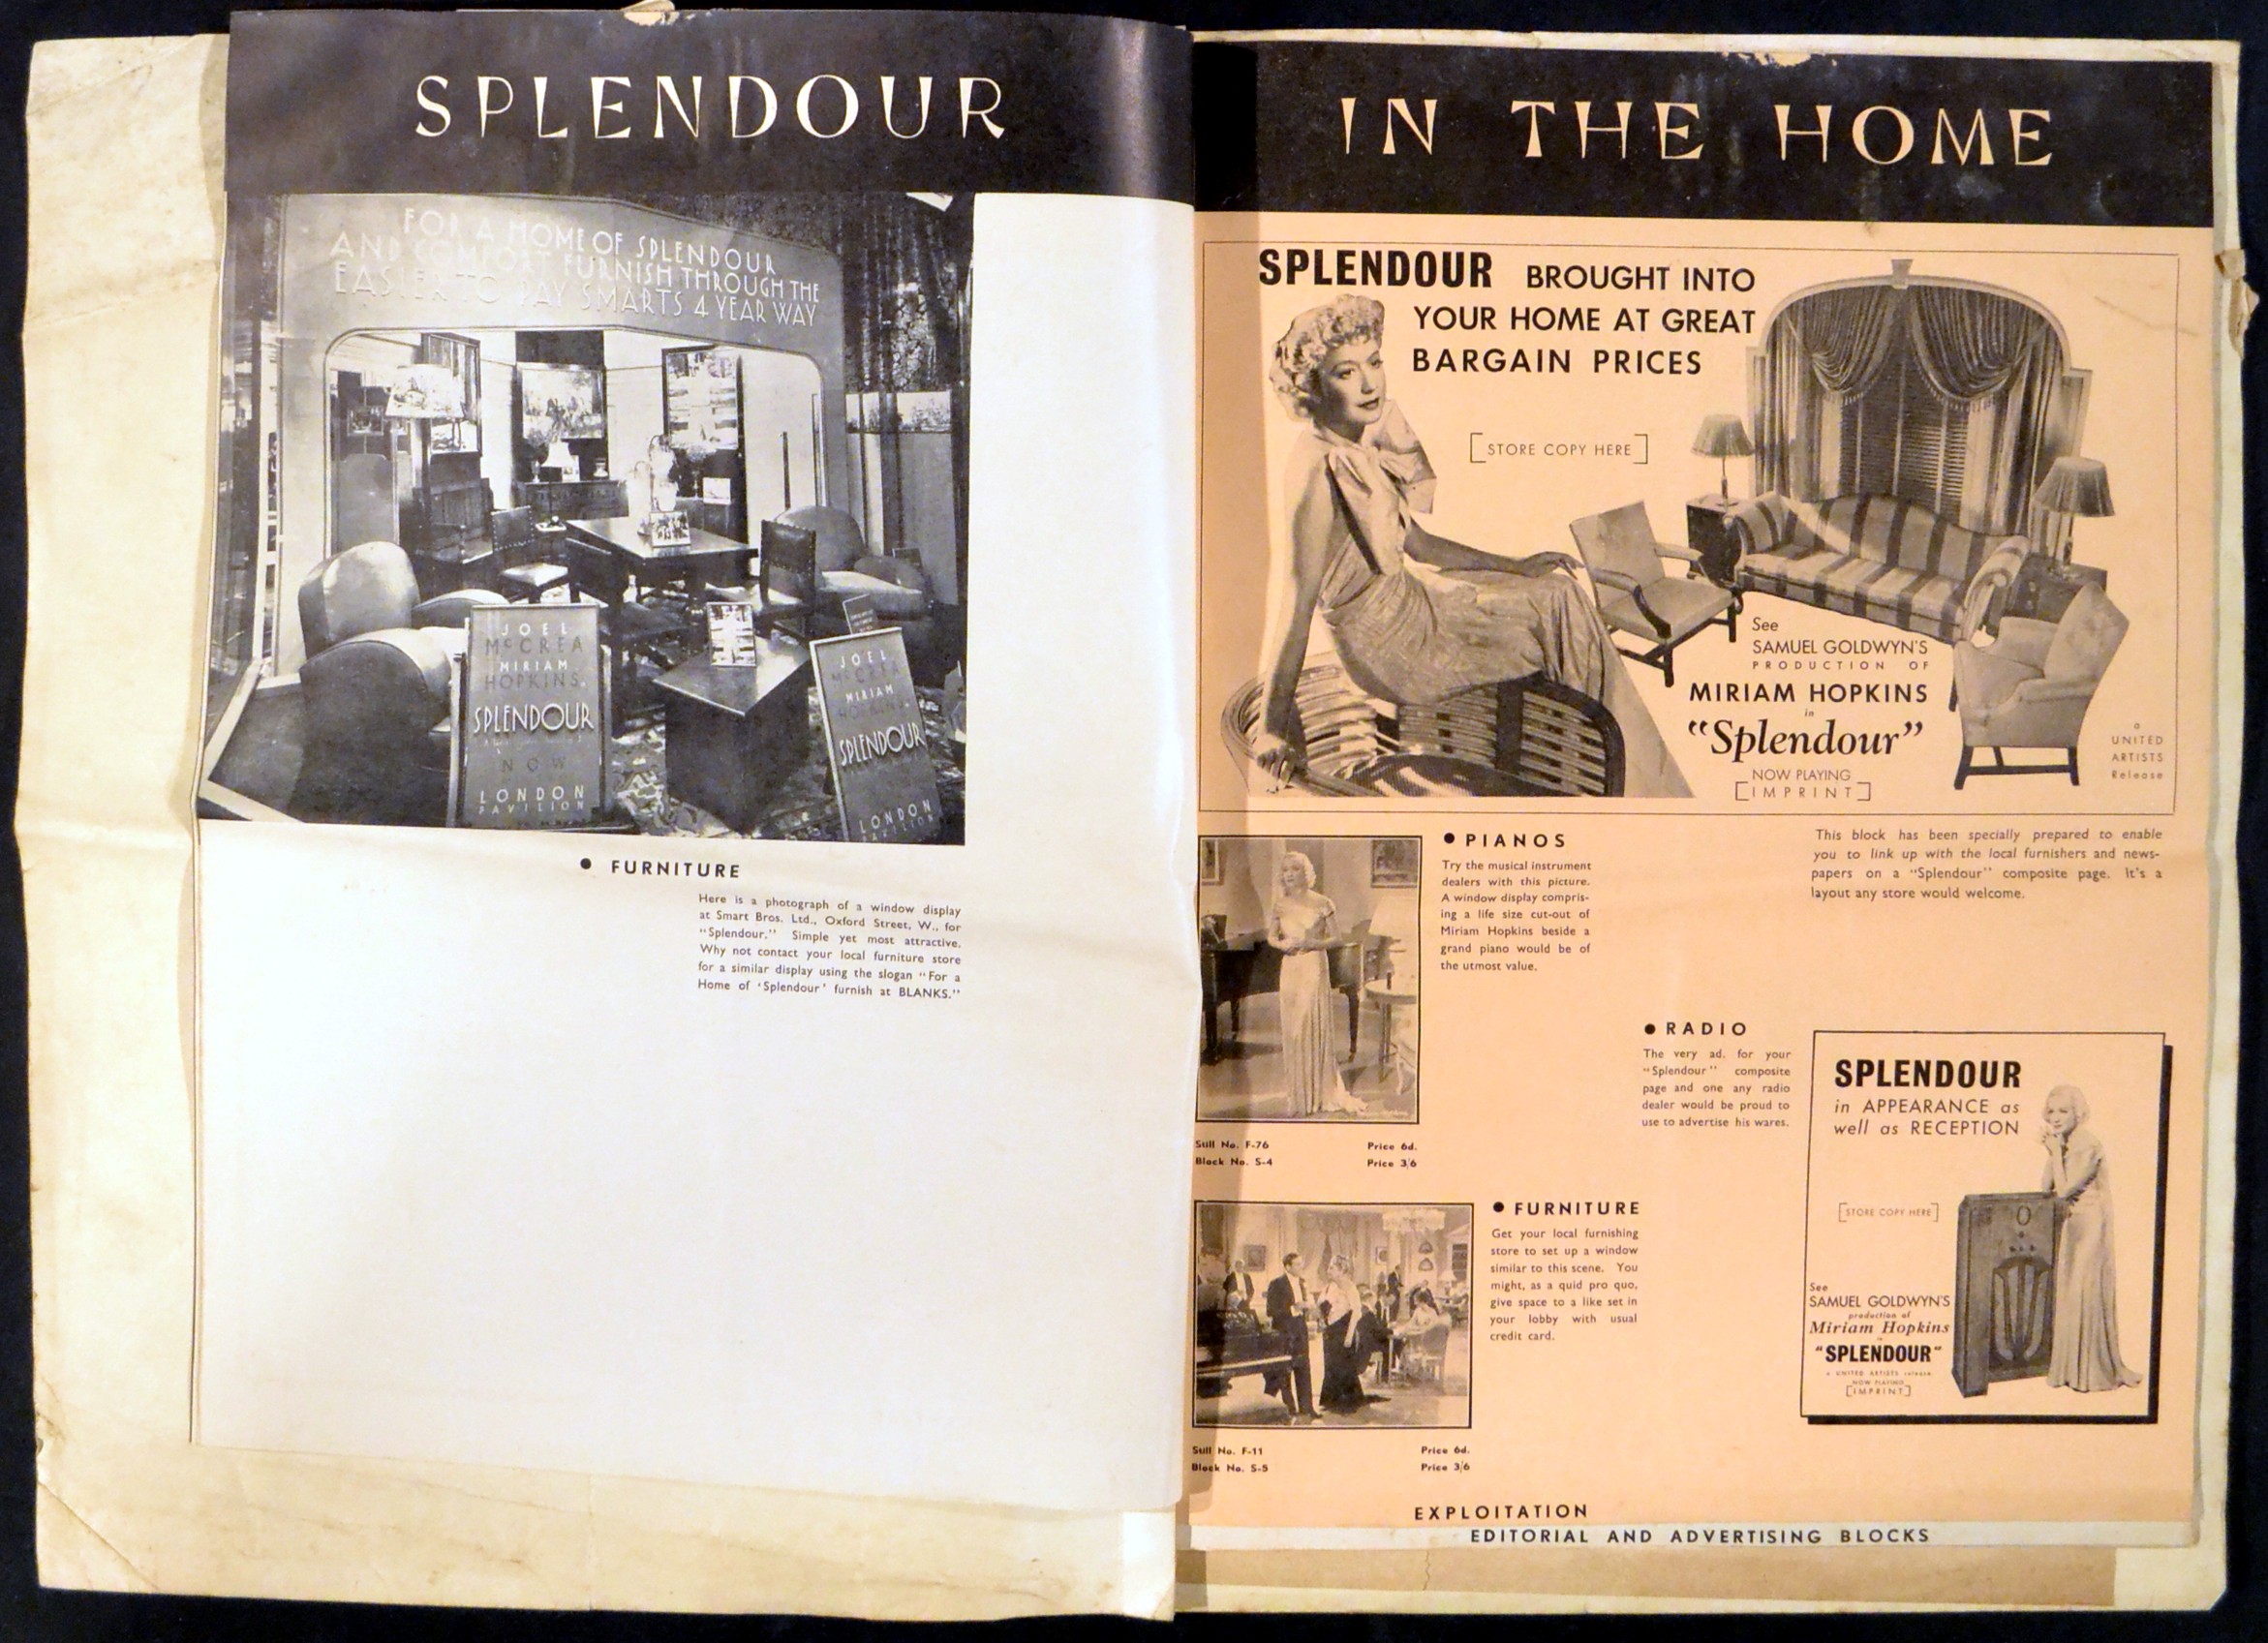 SPLENDOUR
FOR A HOME OF SPLENDOUR
AND COMFORT FURNISH THROUGH THE
EASIER TO PAY SMARTS 4 YEAR WAY
JOEL
McCREA
MIRIAM
HOPKINS
SPLENDOUR
NOW
LONDON
PAVILION
JOEL
McCREA
MIRIAM
HOPKINS
SPLENDOUR
LONDON
PAVILION
• FURNITURE
Here is a photograph of a window display
at Smart Bros. Ltd., Oxford Street, W., for
"Splendour." Simple yet most attractive.
Why not contact your local furniture store
for a similar display using the slogan "For a
Home of 'Splendour' furnish at BLANKS."
IN THE HOME
SPLENDOUR BROUGHT INTO
YOUR HOME AT GREAT
BARGAIN PRICES
[STORE COPY HERE]
See
SAMUEL GOLDWYN'S
PRODUCTION OF
MIRIAM HOPKINS
in
"Splendour"
NOW PLAYING
[IMPRINT]
a
UNITED
ARTISTS
Release
• PIANOS
Try the musical instrument
dealers with this picture.
A window display compris-
ing a life size cut-out of
Miriam Hopkins beside a
grand piano would be of
the utmost value.
This block has been specially prepared to enable
you to link up with the local furnishers and news-
papers on a "Splendour" composite page. It's a
layout any store would welcome.
Still No. F-76 Price 6d.
Block No. S-4 Price 3/6
• RADIO
The very ad. for your
"Splendour" composite
page and one any radio
dealer would be proud to
use to advertise his wares.
SPLENDOUR
in APPEARANCE as
well as RECEPTION
[STORE COPY HERE]
See
SAMUEL GOLDWYN'S
production of
Miriam Hopkins
in
"SPLENDOUR"
a UNITED ARTISTS release
NOW PLAYING
[IMPRINT]
• FURNITURE
Get your local furnishing
store to set up a window
similar to this scene. You
might, as a quid pro quo,
give space to a like set in
your lobby with usual
credit card.
Still No. F-11 Price 6d.
Block No. S-5 Price 3/6
EXPLOITATION
EDITORIAL AND ADVERTISING BLOCKS